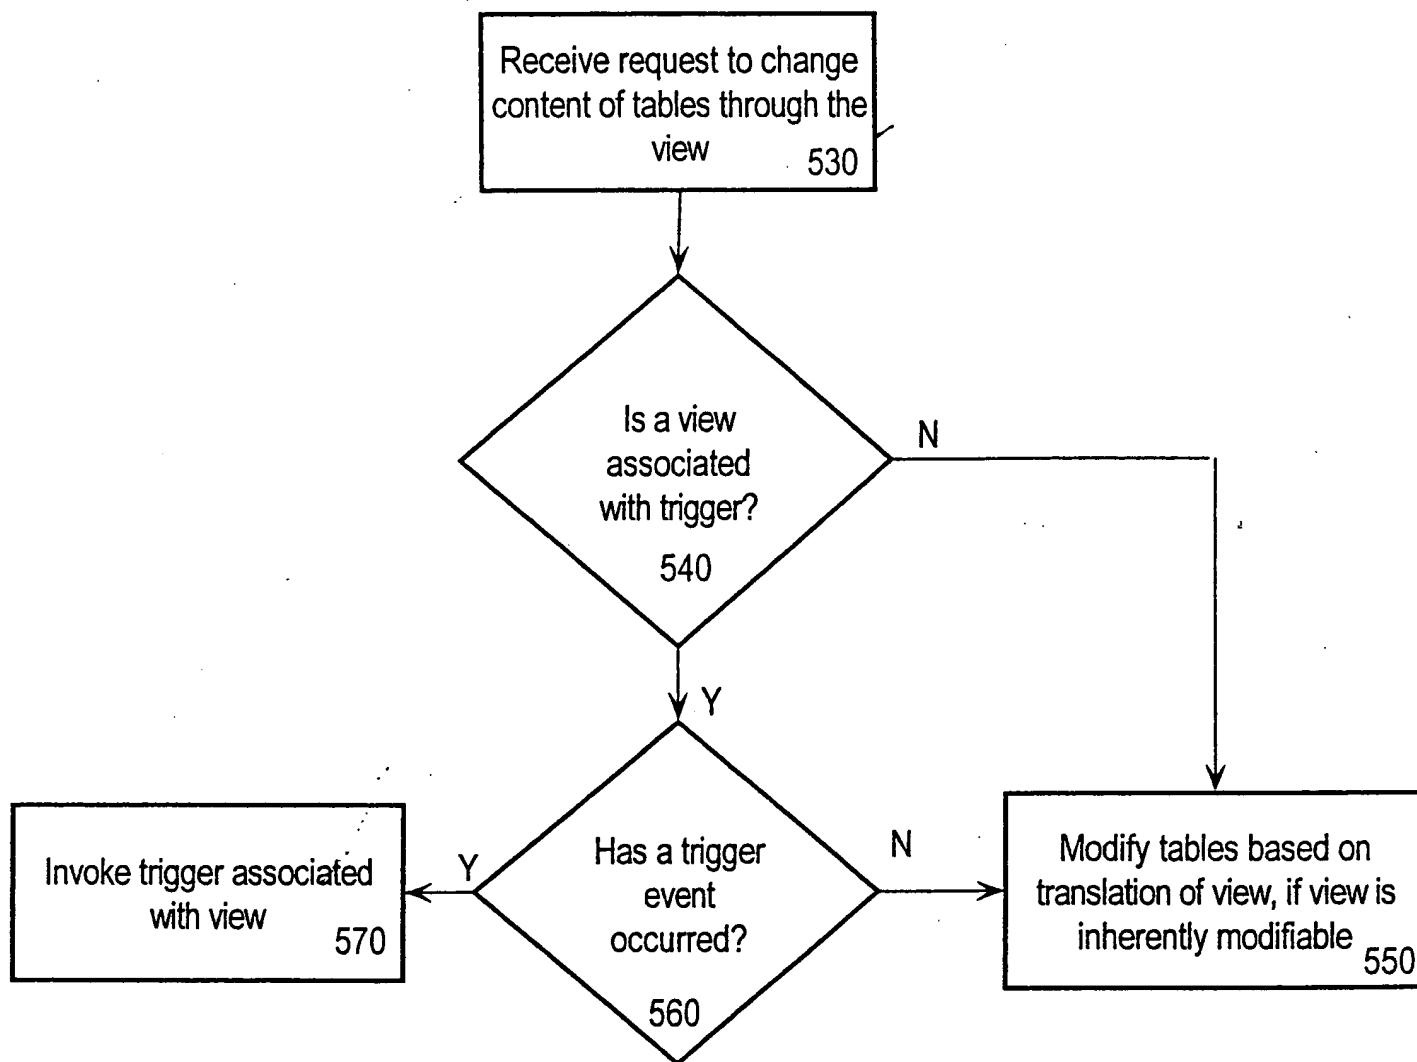 Receive request to change
content of tables through the
view
530
Is a view
associated
with trigger?
540
N
Y
Has a trigger
event
occurred?
560
Y
N
Invoke trigger associated
with view
570
Modify tables based on
translation of view, if view is
inherently modifiable
550